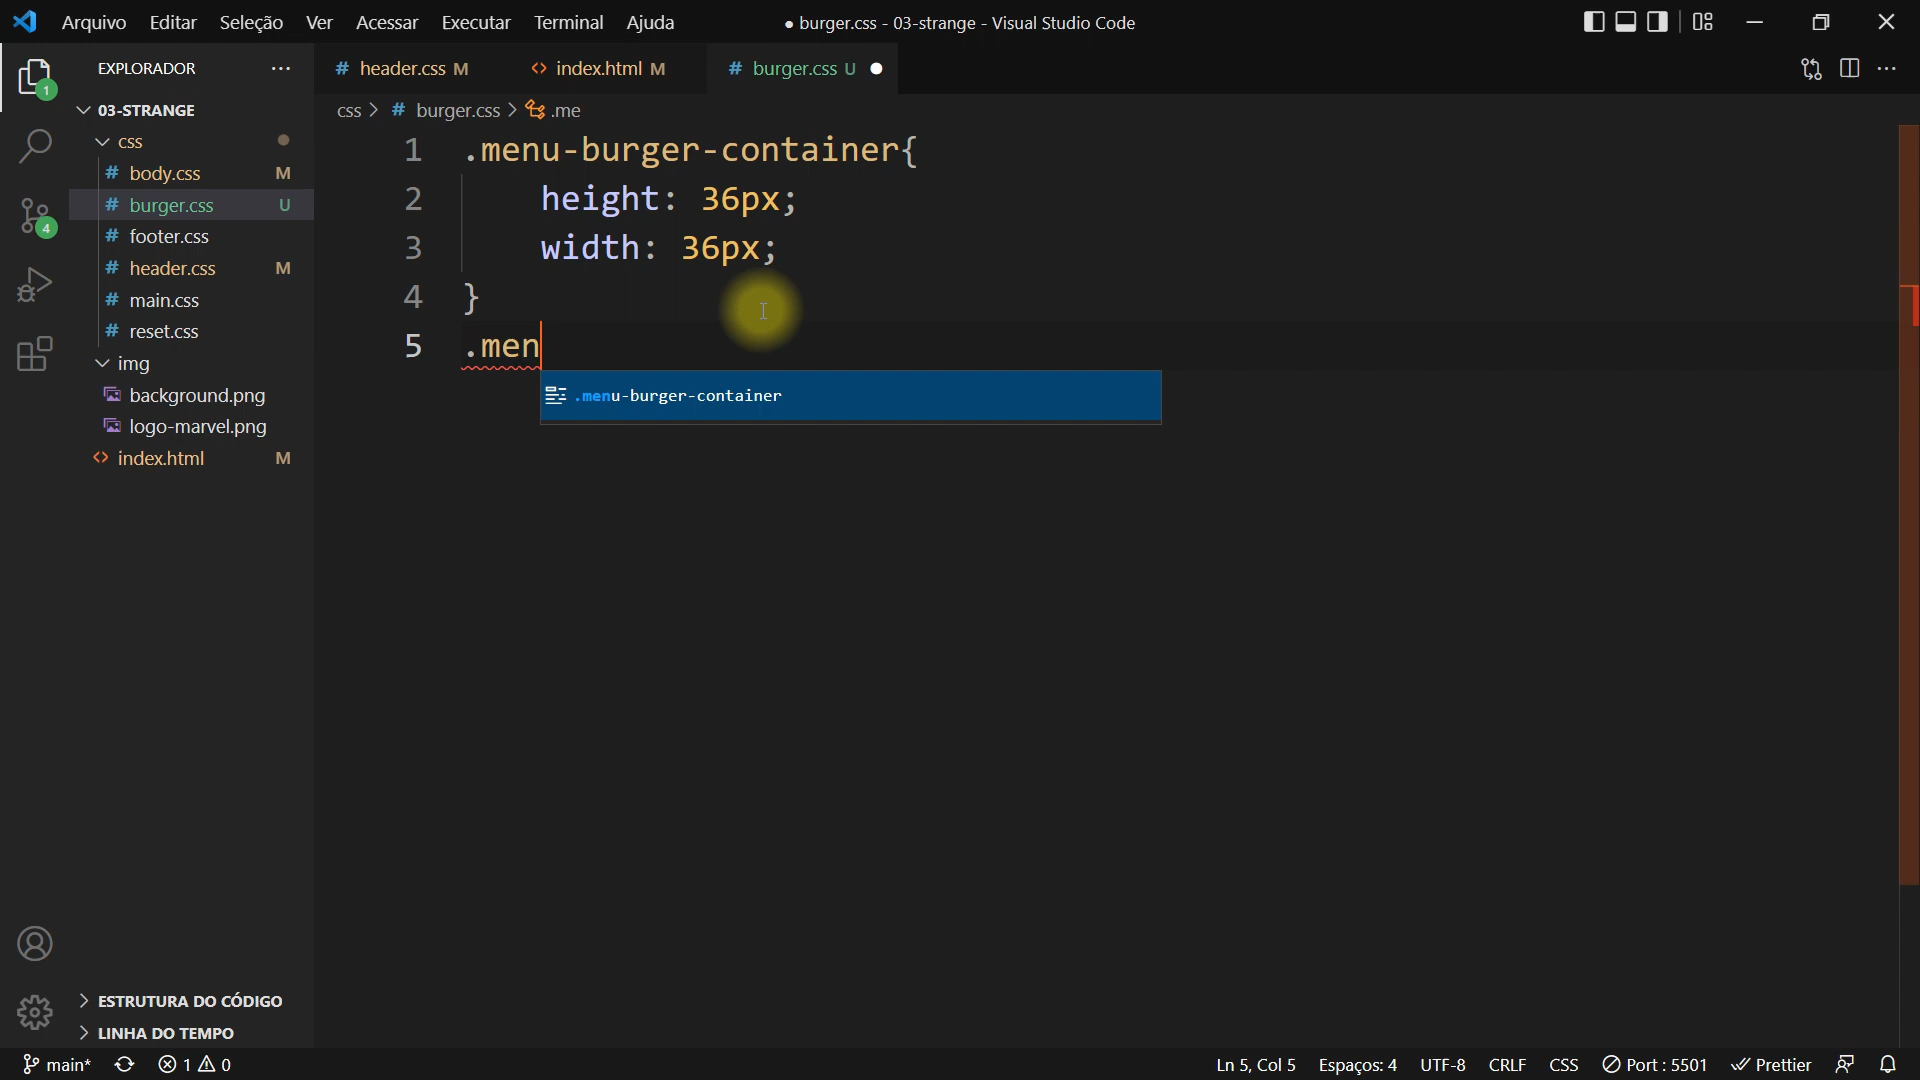 Arquivo Editar Seleção Ver Acessar Executar Terminal Ajuda
● burger.css - 03-strange - Visual Studio Code
EXPLORADOR
# header.css M
<> index.html M
# burger.css U ●
1
03-STRANGE
css > # burger.css > .me
css
# body.css M
# burger.css U
# footer.css
4
# header.css M
# main.css
# reset.css
img
background.png
logo-marvel.png
<> index.html M
1 .menu-burger-container{
2 height: 36px;
3 width: 36px;
4 }
5 .men
.menu-burger-container
ESTRUTURA DO CÓDIGO
LINHA DO TEMPO
main* 1 0 Ln 5, Col 5 Espaços: 4 UTF-8 CRLF CSS Port : 5501 Prettier